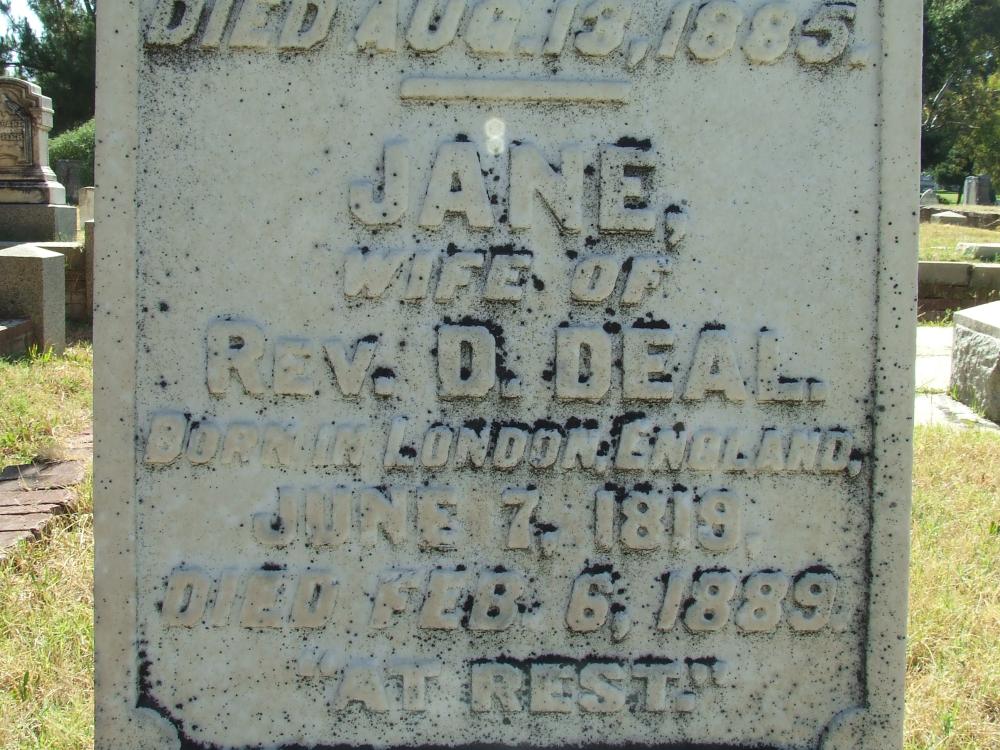 DIED AUG. 13, 1885.
JANE,
WIFE OF
REV. D. DEAL.
BORN IN LONDON, ENGLAND,
JUNE 7, 1819.
DIED FEB. 6, 1889.
"AT REST."